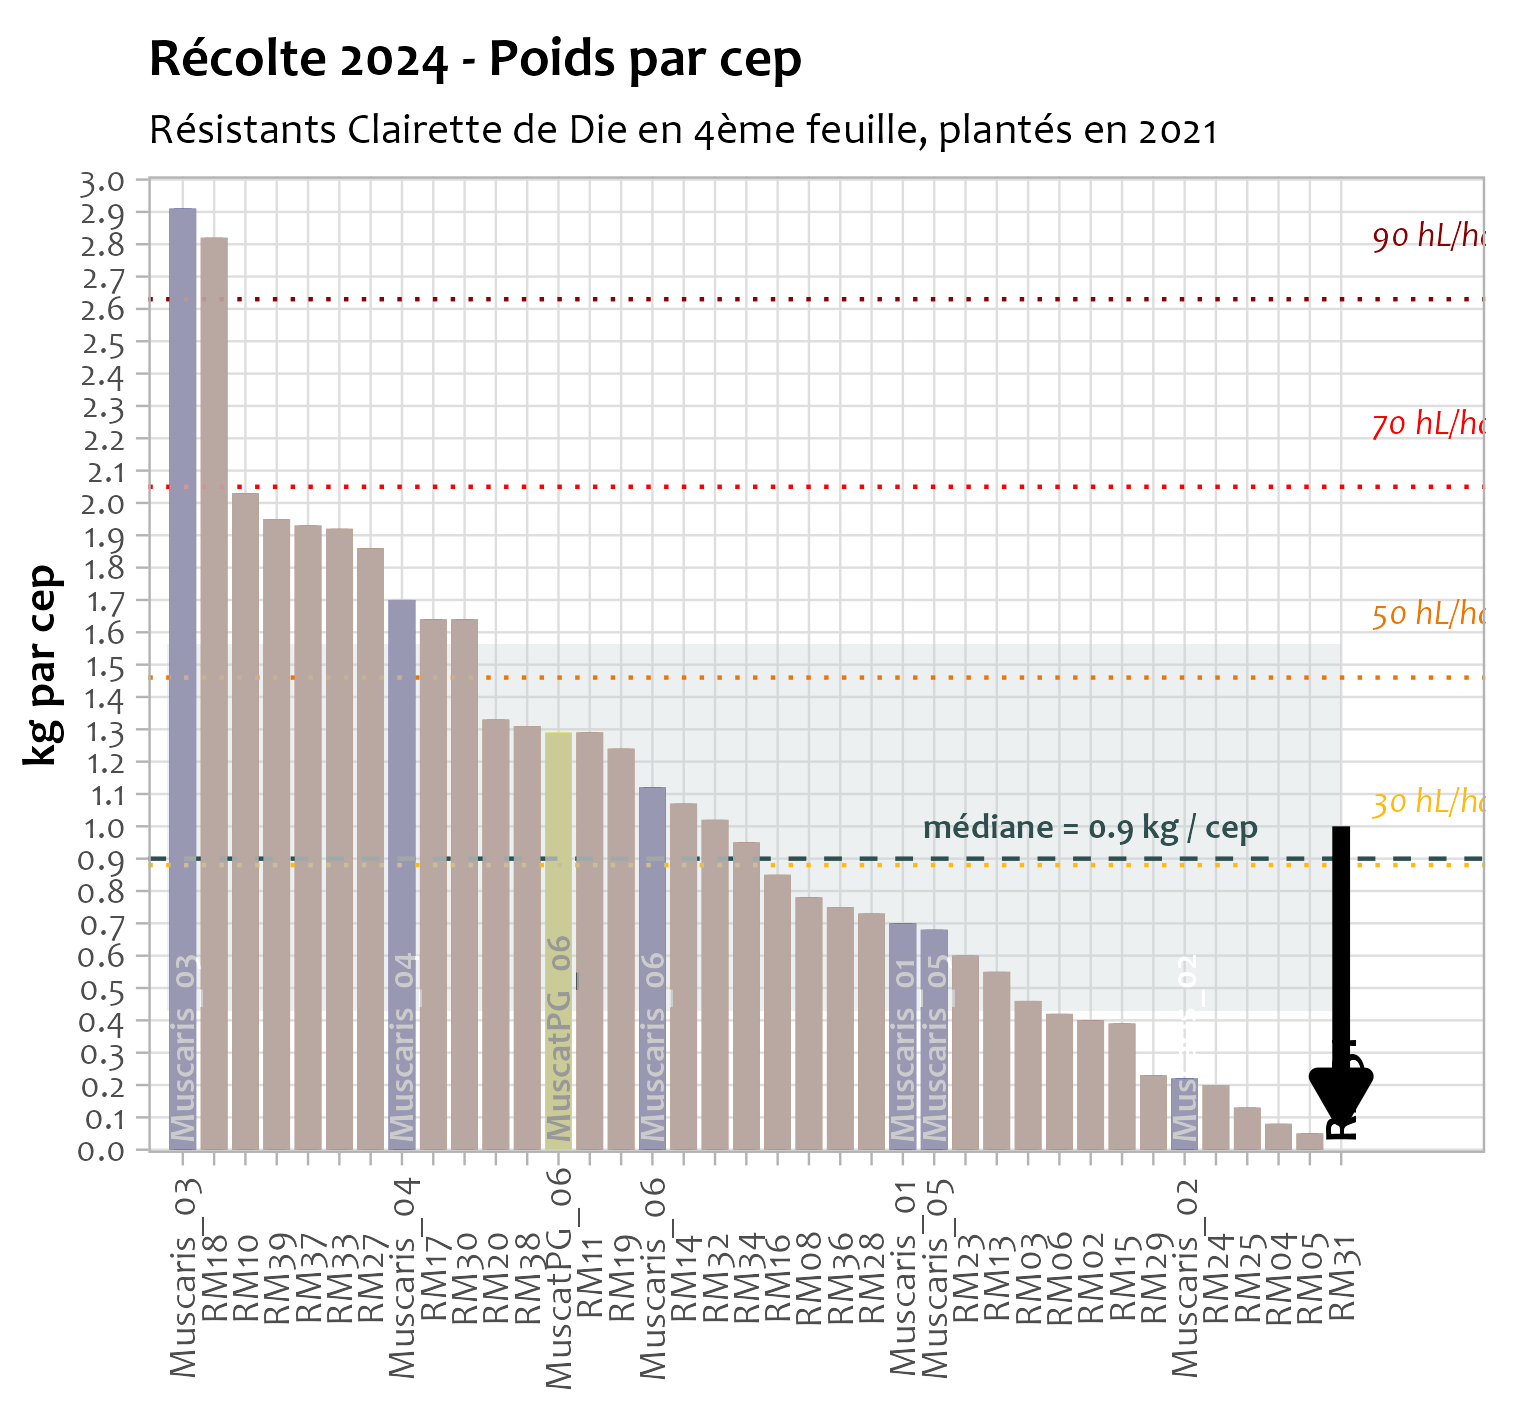 Récolte 2024 - Poids par cep
Résistants Clairette de Die en 4ème feuille, plantés en 2021
kg par cep
3.0
2.9
2.8
2.7
2.6
2.5
2.4
2.3
2.2
2.1
2.0
1.9
1.8
1.7
1.6
1.5
1.4
1.3
1.2
1.1
1.0
0.9
0.8
0.7
0.6
0.5
0.4
0.3
0.2
0.1
0.0
90 hL/ha
70 hL/ha
50 hL/ha
30 hL/ha
médiane = 0.9 kg / cep
Muscaris_03
Muscaris_04
MuscatPG_06
Muscaris_06
Muscaris_01
Muscaris_05
Muscaris_02
Muscaris_03
RM18
RM10
RM39
RM37
RM33
RM27
Muscaris_04
RM17
RM30
RM20
RM38
MuscatPG_06
RM11
RM19
Muscaris_06
RM14
RM32
RM34
RM16
RM08
RM36
RM28
Muscaris_01
Muscaris_05
RM23
RM13
RM03
RM06
RM02
RM15
RM29
Muscaris_02
RM24
RM25
RM04
RM05
RM31